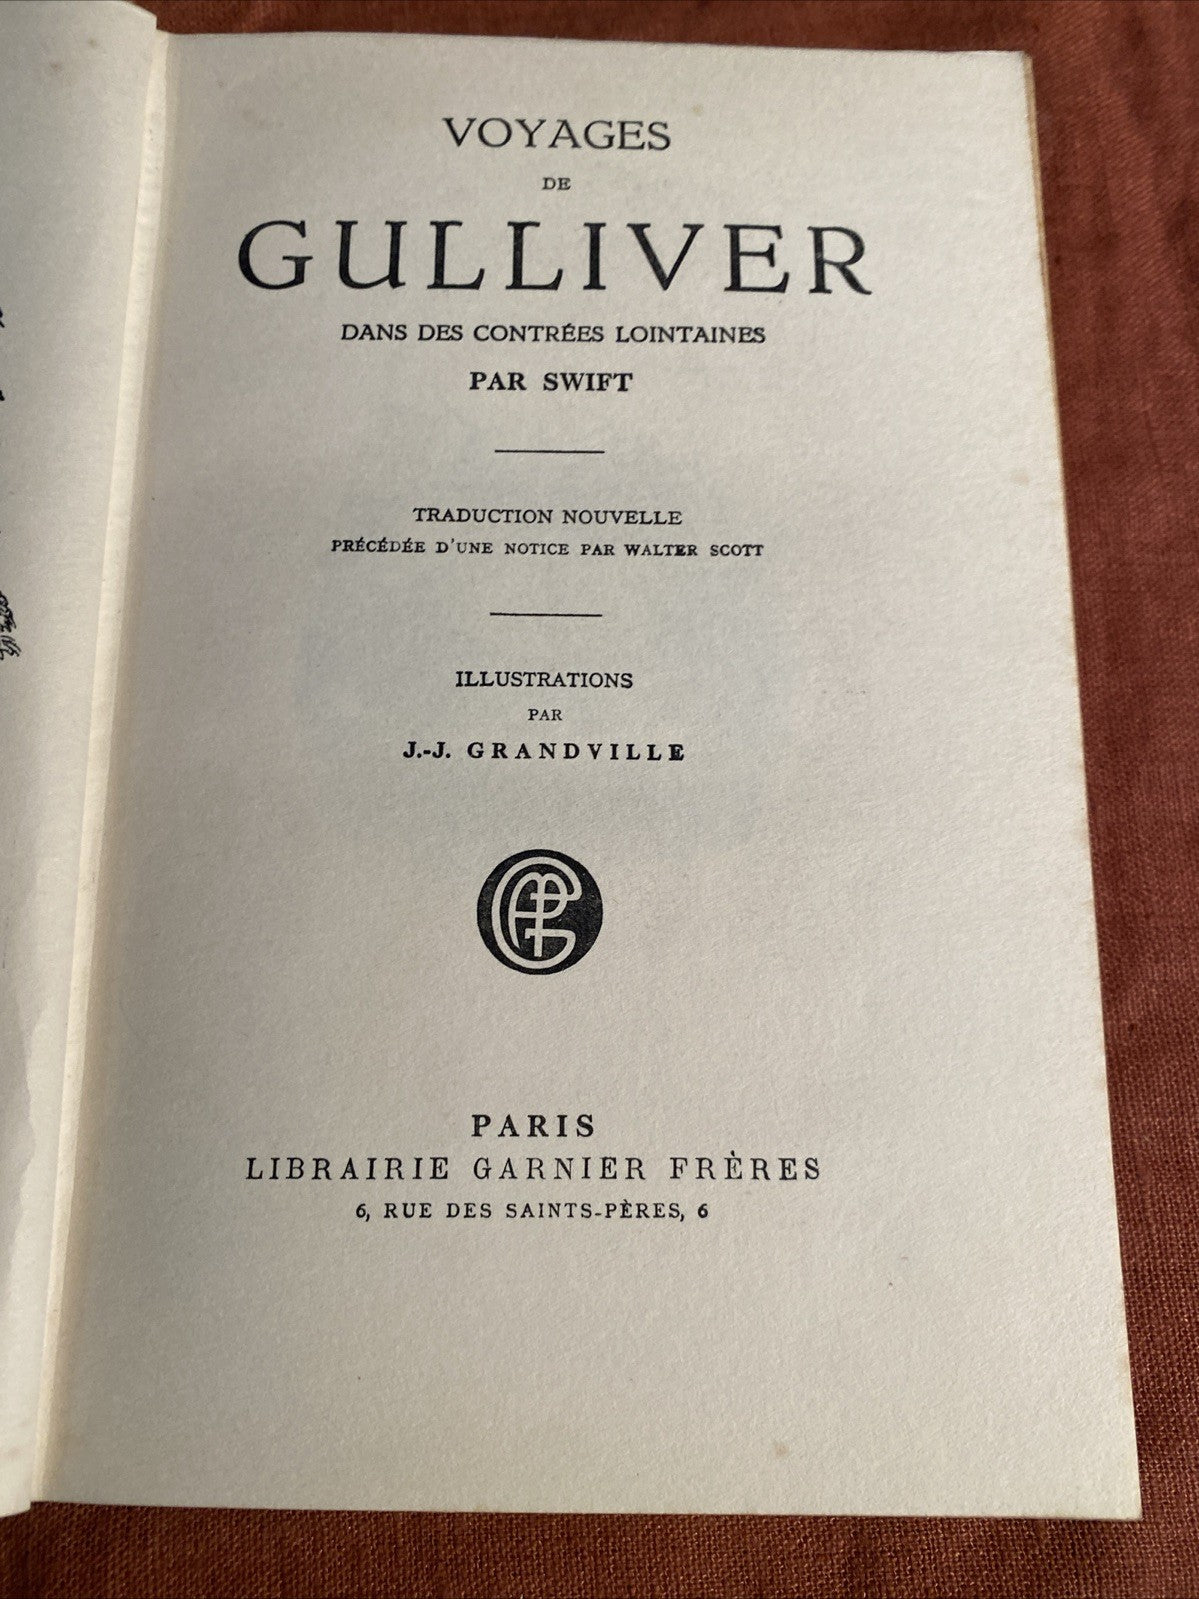 VOYAGES
DE
GULLIVER
DANS DES CONTRÉES LOINTAINES
PAR SWIFT
TRADUCTION NOUVELLE
PRÉCÉDÉE D'UNE NOTICE PAR WALTER SCOTT
ILLUSTRATIONS
PAR
J.-J. GRANDVILLE
PARIS
LIBRAIRIE GARNIER FRÈRES
6, RUE DES SAINTS-PÈRES, 6